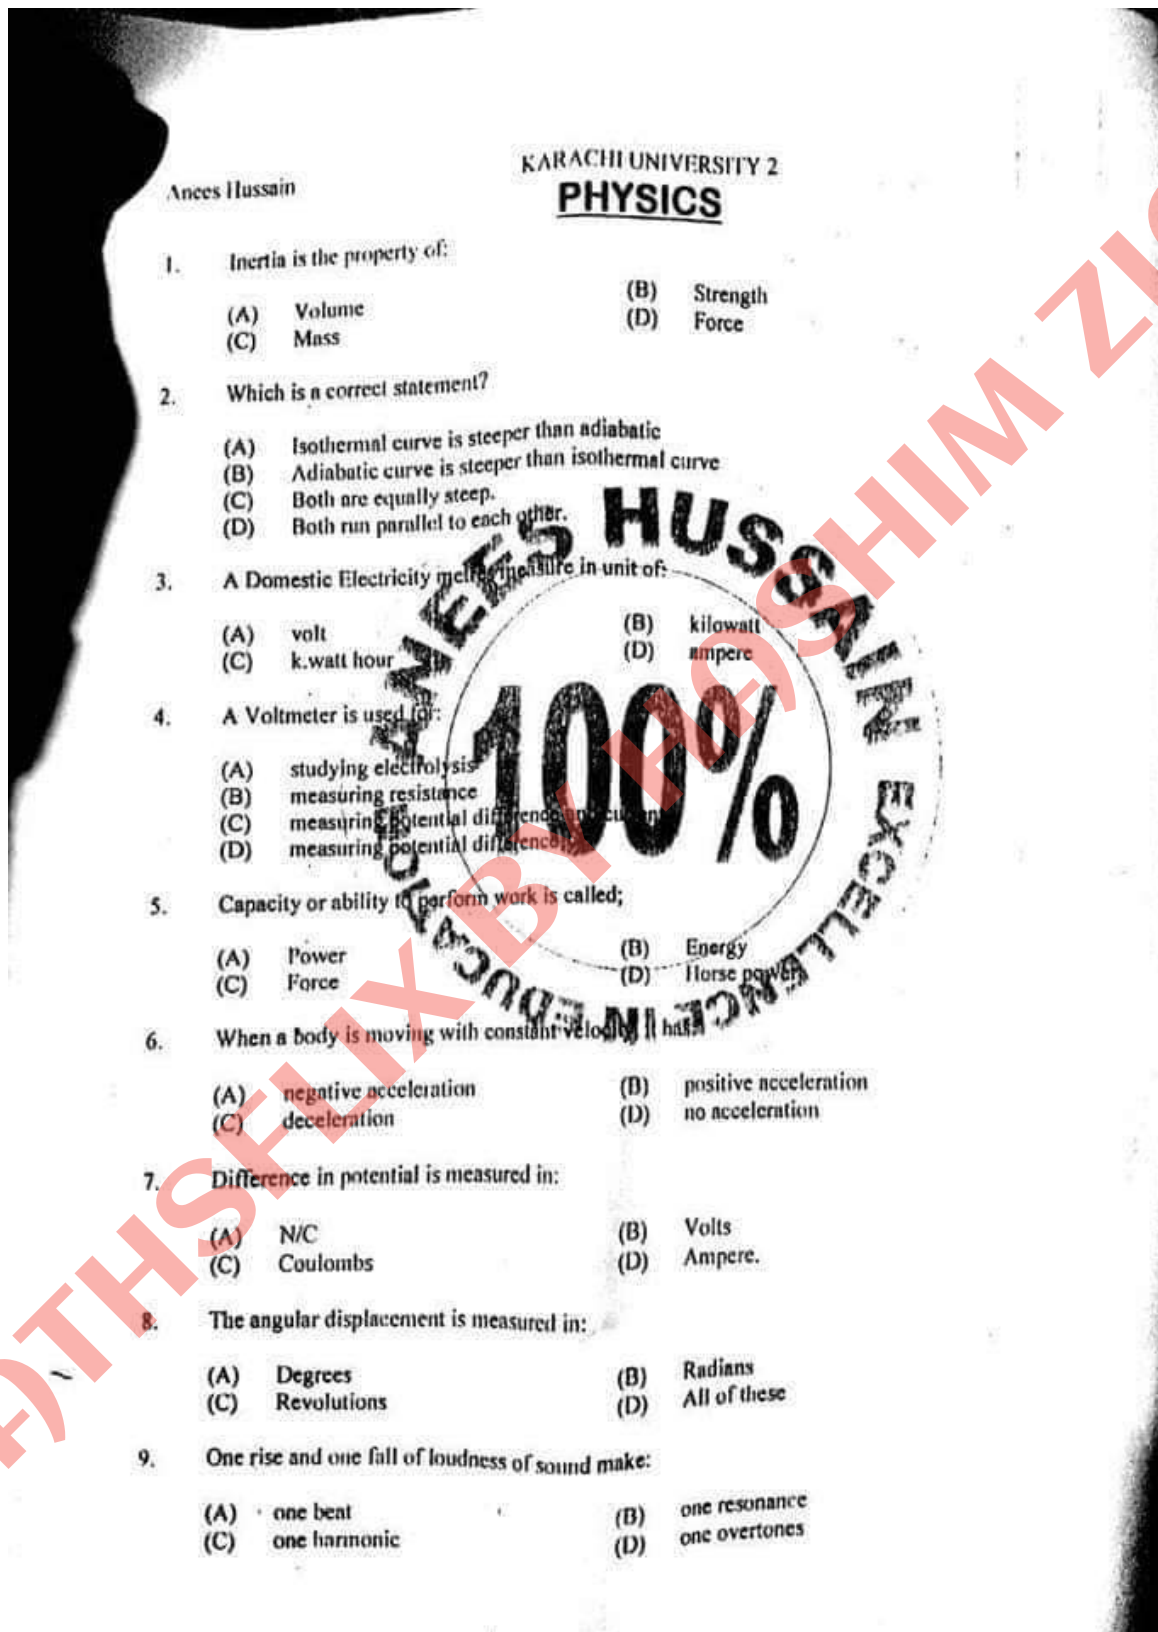 Anees Hussain
KARACHI UNIVERSITY 2
PHYSICS
1. Inertia is the property of:
(A) Volume (B) Strength
(C) Mass (D) Force
2. Which is a correct statement?
(A) Isothermal curve is steeper than adiabatic
(B) Adiabatic curve is steeper than isothermal curve
(C) Both are equally steep.
(D) Both run parallel to each other.
3. A Domestic Electricity measure in unit of:
(A) volt (B) kilowatt
(C) k.watt hour (D) ampere
4. A Voltmeter is used for:
(A) studying electrolysis
(B) measuring resistance
(C) measuring potential difference and current
(D) measuring potential difference
5. Capacity or ability to perform work is called;
(A) Power (B) Energy
(C) Force (D) Horse power
6. When a body is moving with constant velocity it has
(A) negative acceleration (B) positive acceleration
(C) deceleration (D) no acceleration
7. Difference in potential is measured in:
(A) N/C (B) Volts
(C) Coulombs (D) Ampere.
8. The angular displacement is measured in:
(A) Degrees (B) Radians
(C) Revolutions (D) All of these
9. One rise and one fall of loudness of sound make:
(A) one beat (B) one resonance
(C) one harmonic (D) one overtones
ANEES HUSSAIN
100%
EXCELLENCE IN EDUCATION
BY HASHIM